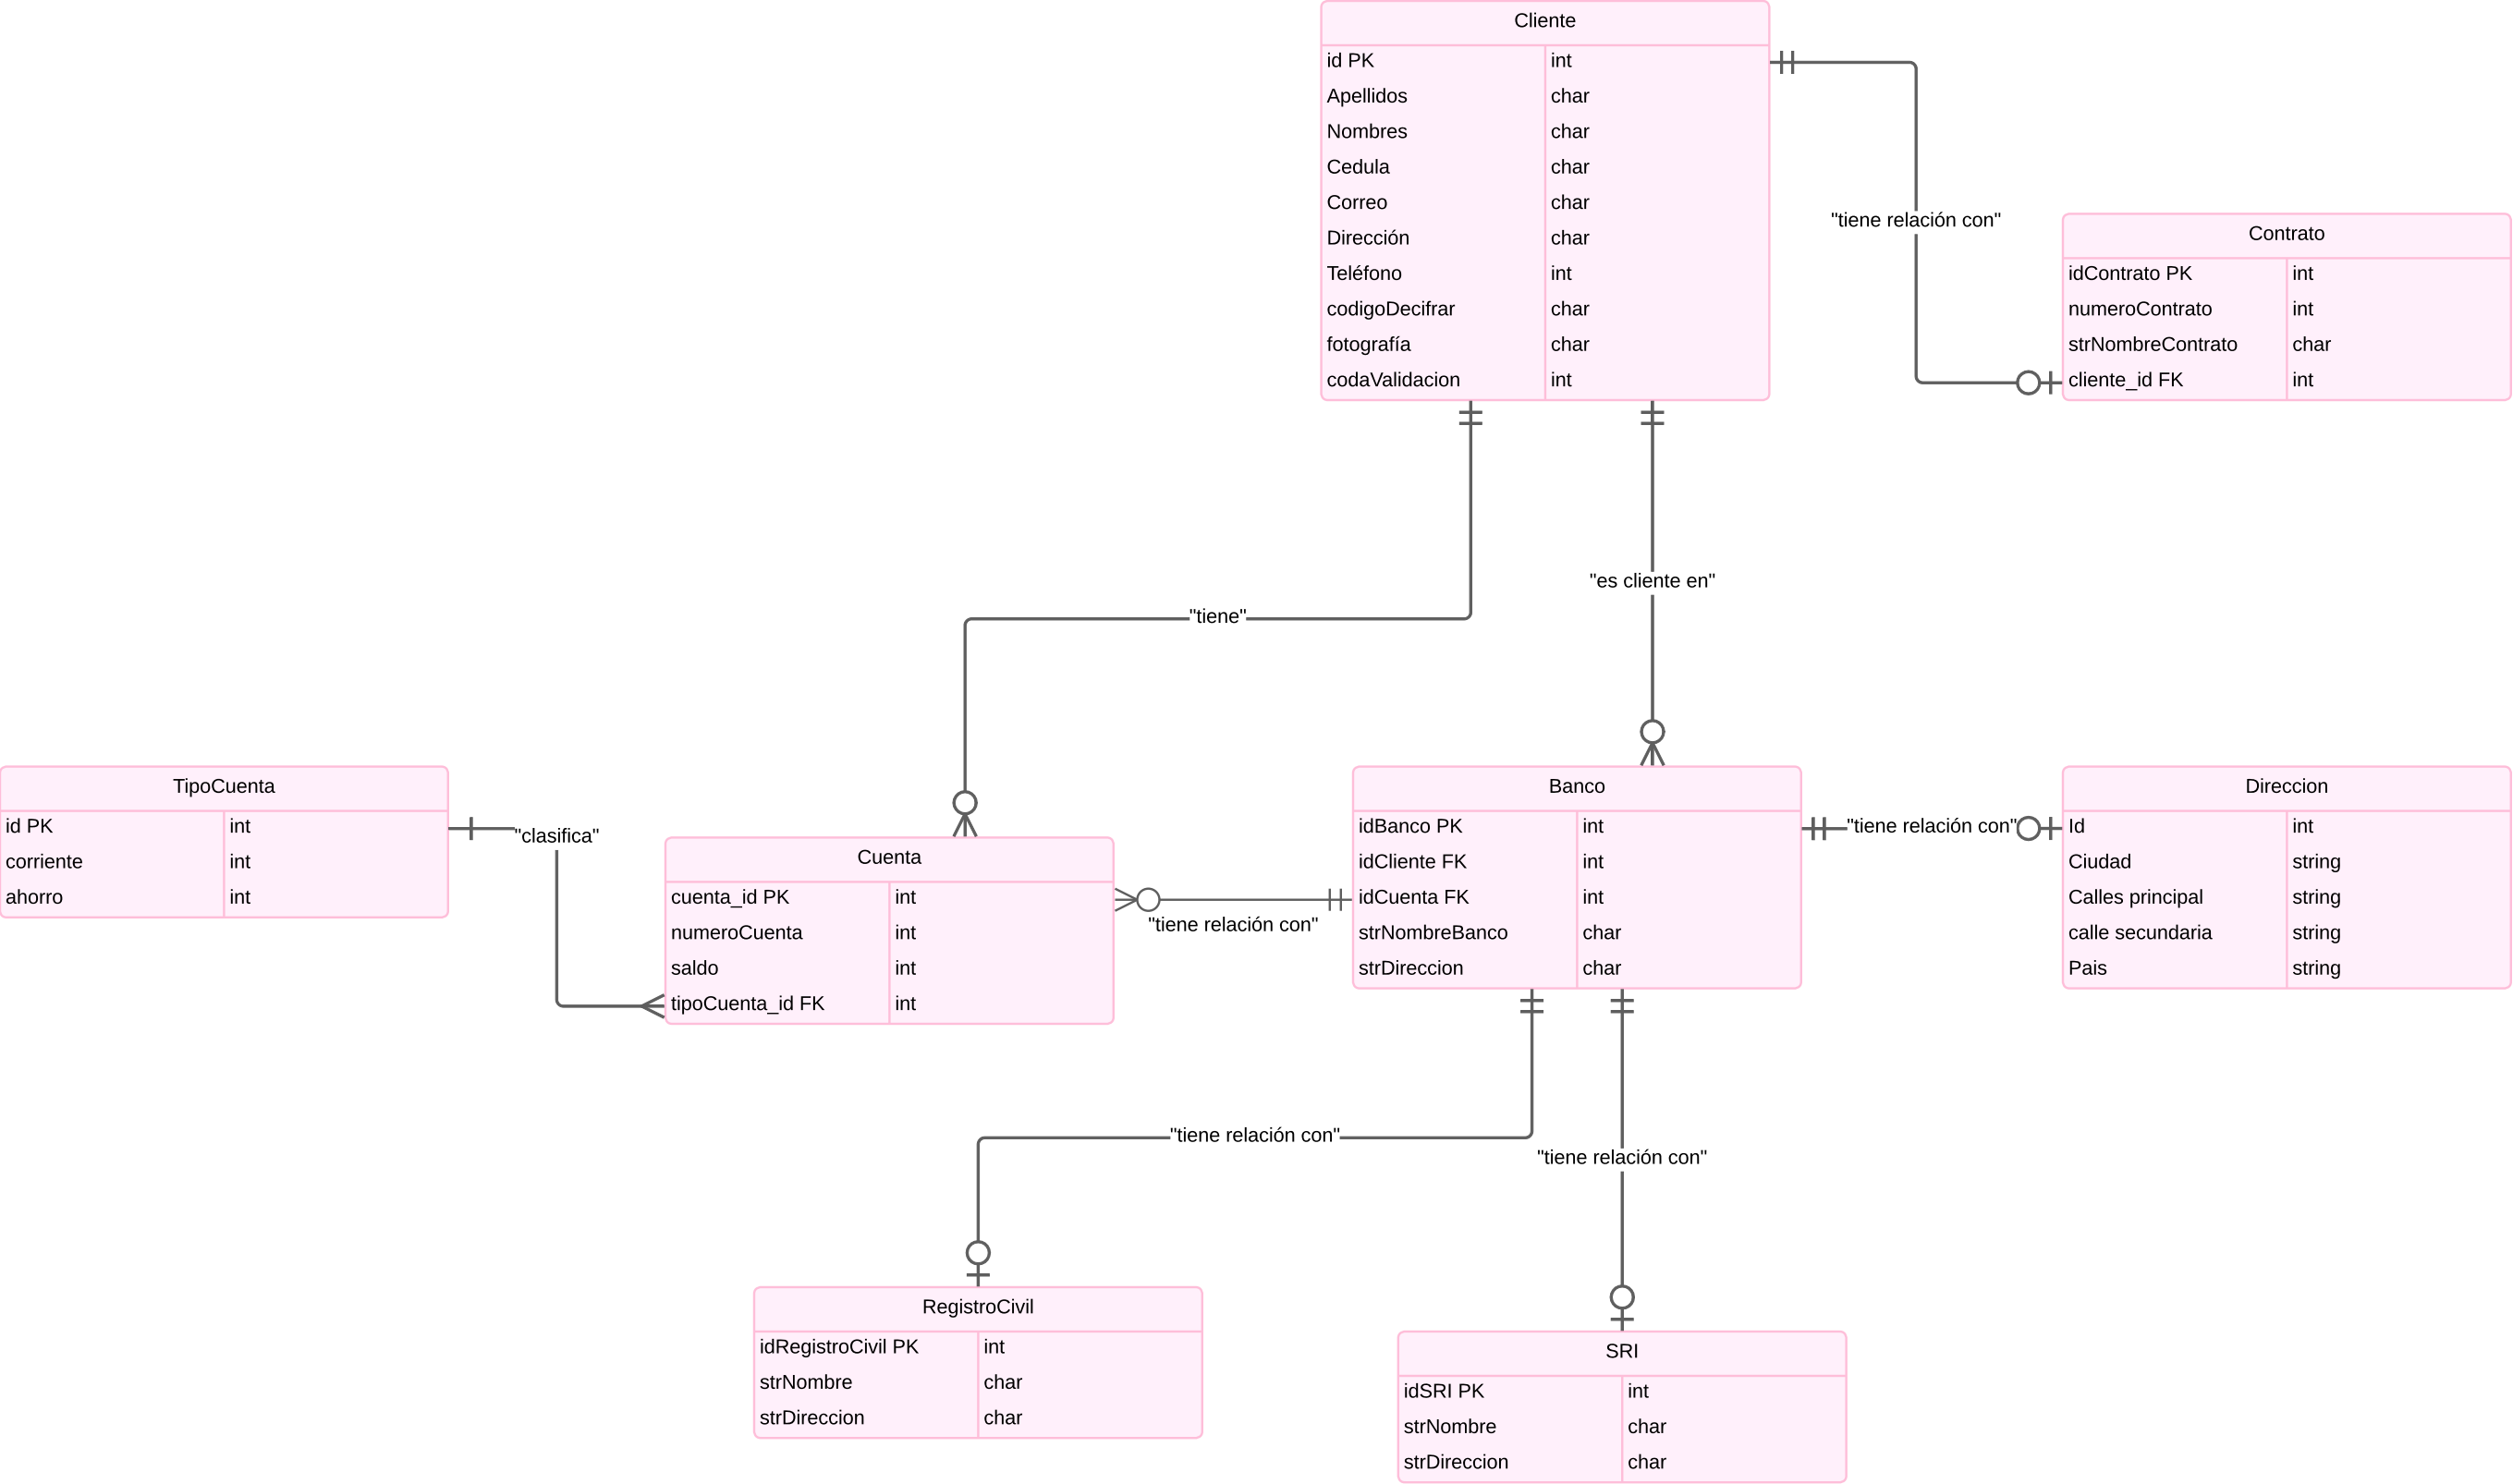 Cliente
id PK int
Apellidos char
Nombres char
Cedula char
Correo char
Dirección char
Teléfono int
codigoDecifrar char
fotografía char
codaValidacion int
"tiene relación con"
Contrato
idContrato PK int
numeroContrato int
strNombreContrato char
cliente_id FK int
"tiene"
"es cliente en"
TipoCuenta
id PK int
corriente int
ahorro int
"clasifica"
Cuenta
cuenta_id PK int
numeroCuenta int
saldo int
tipoCuenta_id FK int
"tiene relación con"
Banco
idBanco PK int
idCliente FK int
idCuenta FK int
strNombreBanco char
strDireccion char
"tiene relación con"
Direccion
Id int
Ciudad string
Calles principal string
calle secundaria string
Pais string
"tiene relación con"
"tiene relación con"
RegistroCivil
idRegistroCivil PK int
strNombre char
strDireccion char
SRI
idSRI PK int
strNombre char
strDireccion char